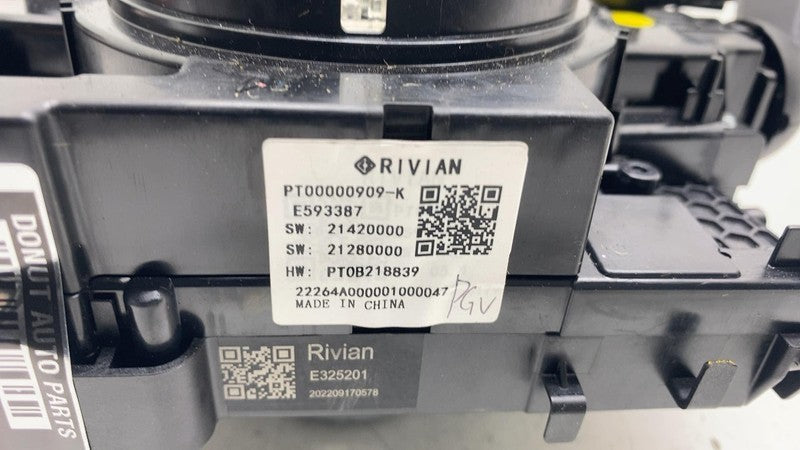 RIVIAN
PT00000909-K
E593387
SW: 21420000
SW: 21280000
HW: PT0B218839
22264A000001000047
MADE IN CHINA
PGV
Rivian
E325201
202209170578
DONUT AUTO PARTS